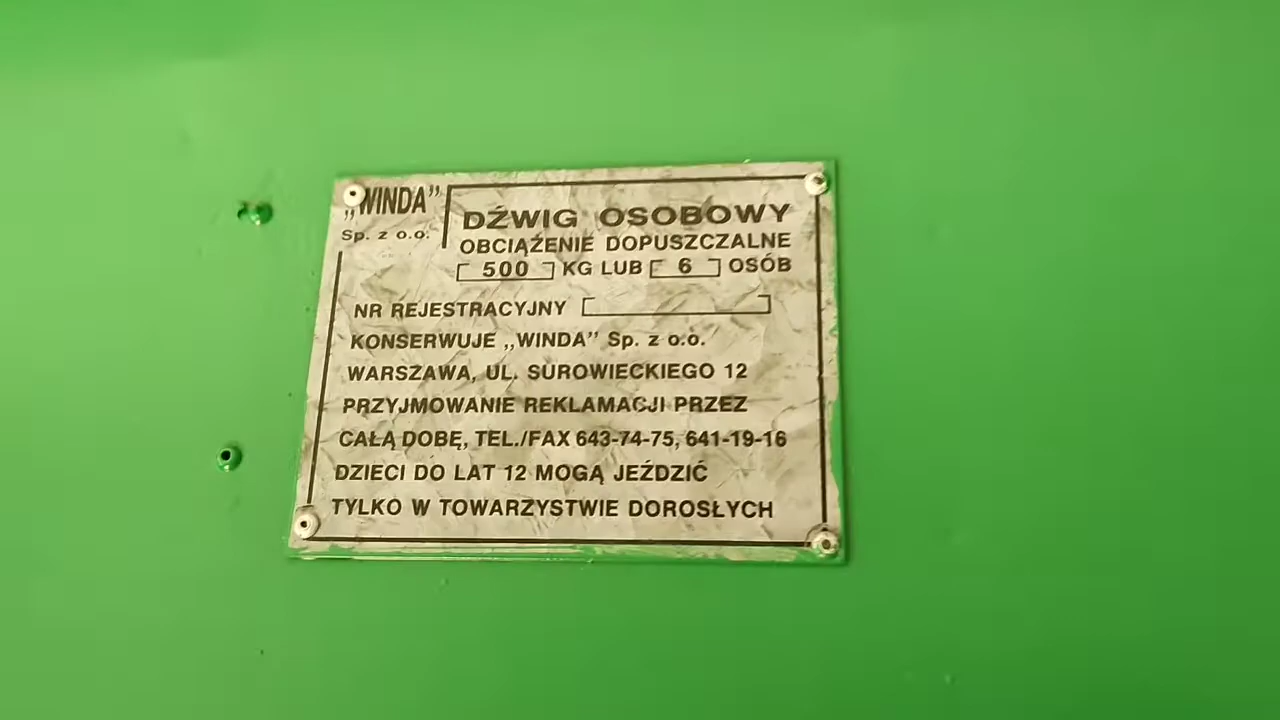 „WINDA”
Sp. z o.o.
DŹWIG OSOBOWY
OBCIĄŻENIE DOPUSZCZALNE
500 KG LUB 6 OSÓB
NR REJESTRACYJNY
KONSERWUJE „WINDA” Sp. z o.o.
WARSZAWA, UL. SUROWIECKIEGO 12
PRZYJMOWANIE REKLAMACJI PRZEZ
CAŁĄ DOBĘ, TEL./FAX 643-74-75, 641-19-16
DZIECI DO LAT 12 MOGĄ JEŹDZIĆ
TYLKO W TOWARZYSTWIE DOROSŁYCH